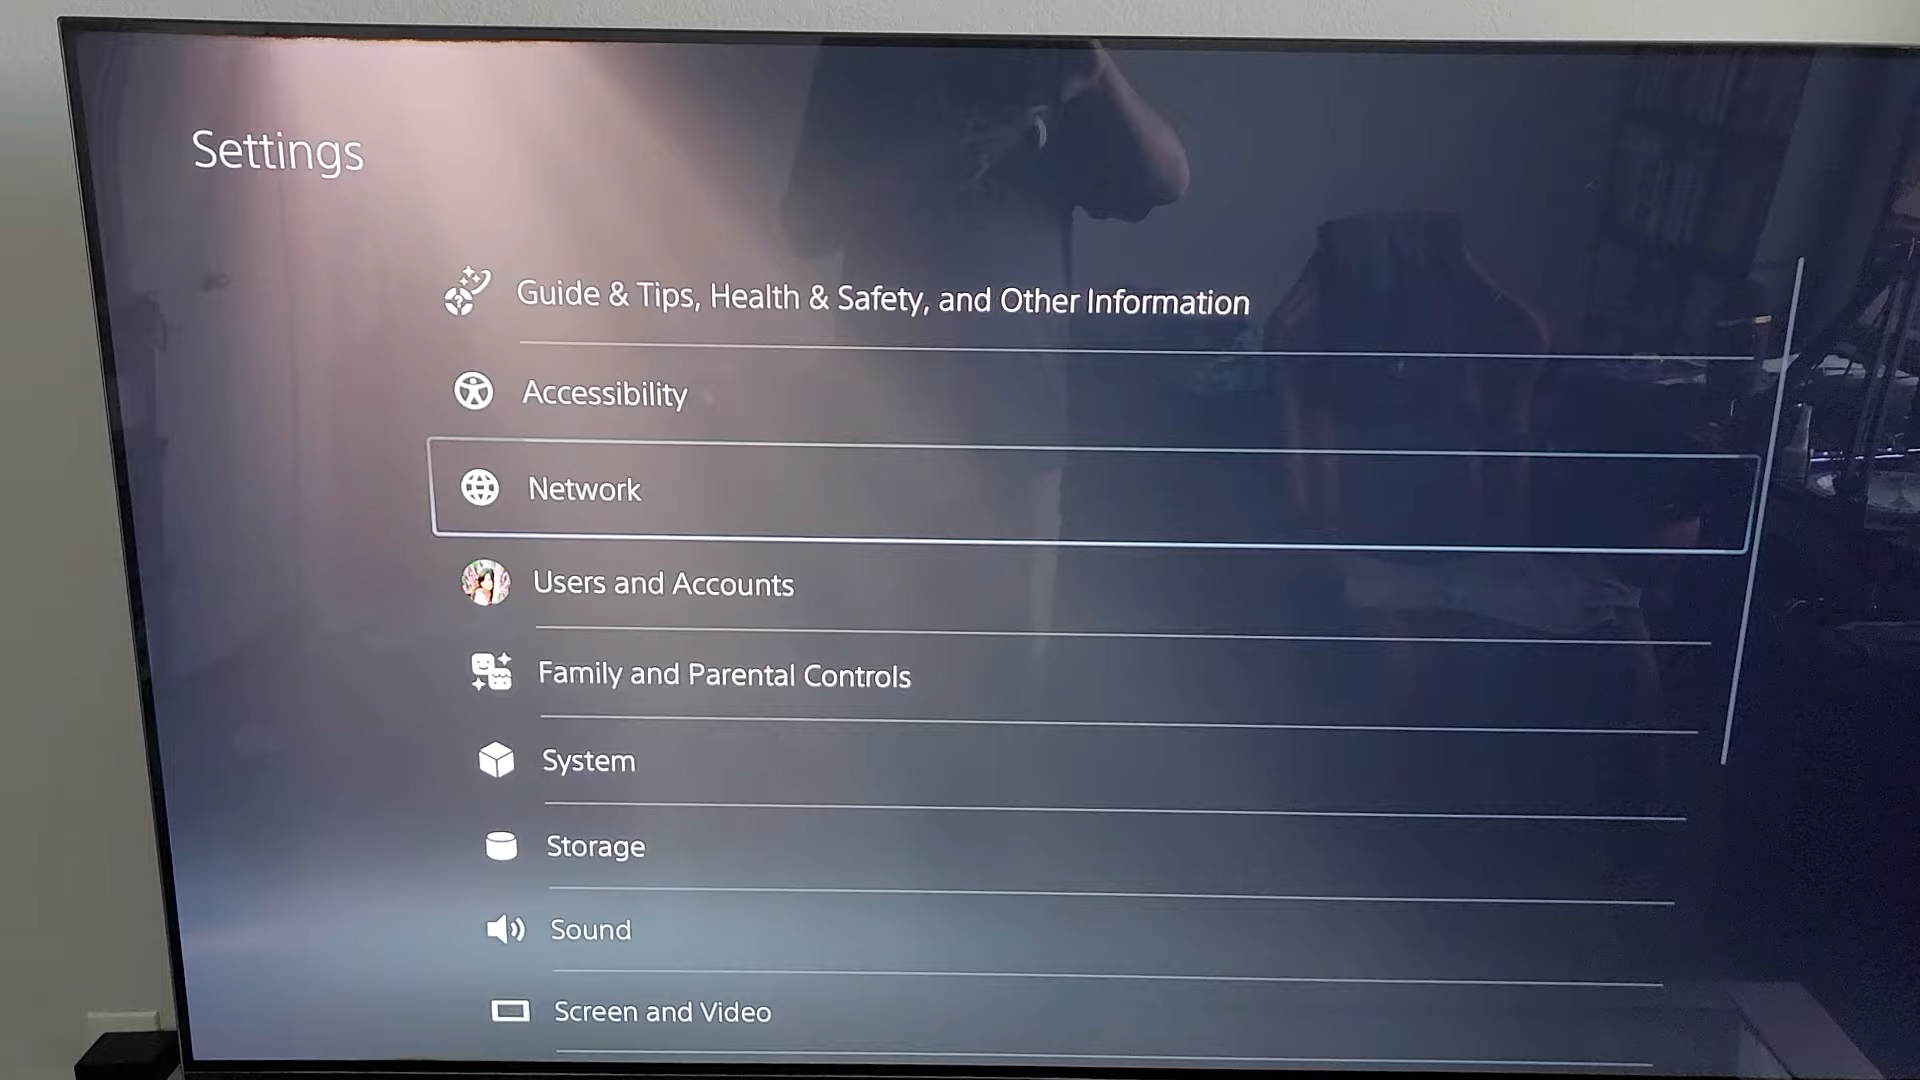 Settings
Guide & Tips, Health & Safety, and Other Information
Accessibility
Network
Users and Accounts
Family and Parental Controls
System
Storage
Sound
Screen and Video